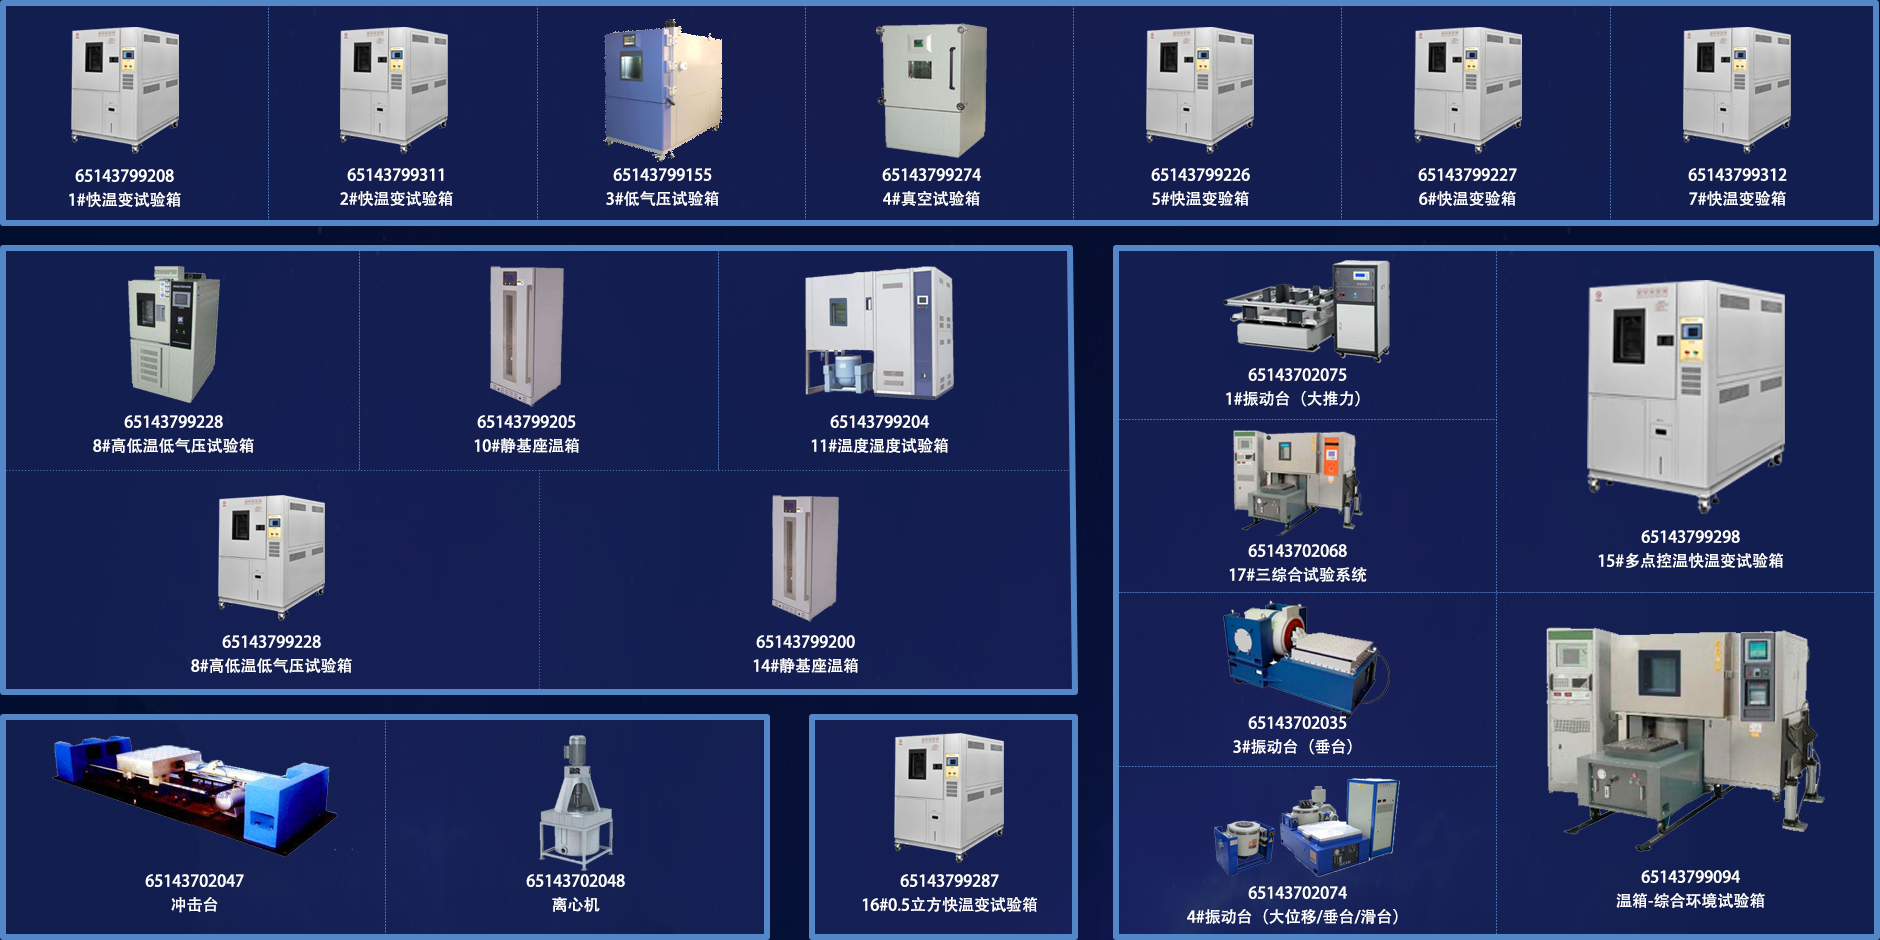 65143799208
1#快温变试验箱
65143799311
2#快温变试验箱
65143799155
3#低气压试验箱
65143799274
4#真空试验箱
65143799226
5#快温变验箱
65143799227
6#快温变验箱
65143799312
7#快温变验箱
65143799228
8#高低温低气压试验箱
65143799205
10#静基座温箱
65143799204
11#温度湿度试验箱
65143799228
8#高低温低气压试验箱
65143799200
14#静基座温箱
65143702047
冲击台
65143702048
离心机
65143799287
16#0.5立方快温变试验箱
65143702075
1#振动台（大推力）
65143702068
17#三综合试验系统
65143702035
3#振动台（垂台）
65143702074
4#振动台（大位移/垂台/滑台）
65143799298
15#多点控温快温变试验箱
65143799094
温箱-综合环境试验箱